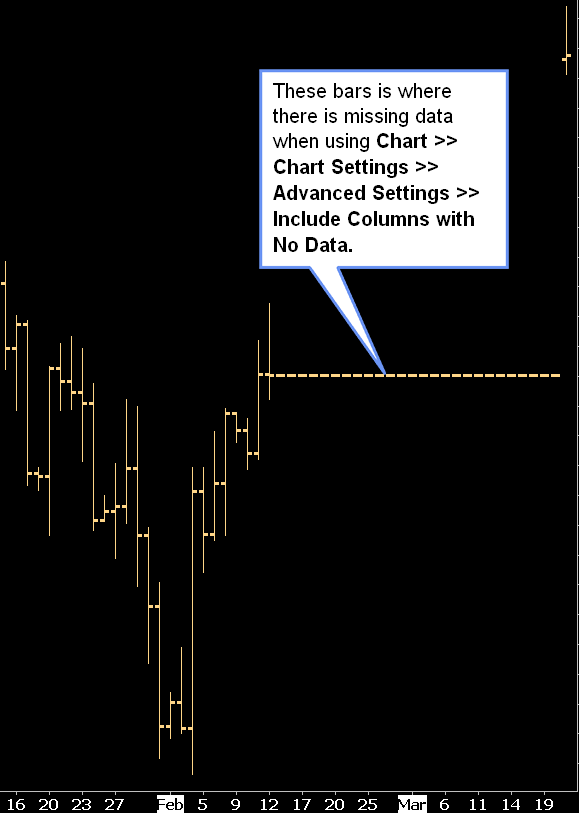 These bars is where
there is missing data
when using Chart >>
Chart Settings >>
Advanced Settings >>
Include Columns with
No Data.
16 20 23 27 Feb 5 9 12 17 20 25 Mar 6 11 14 19